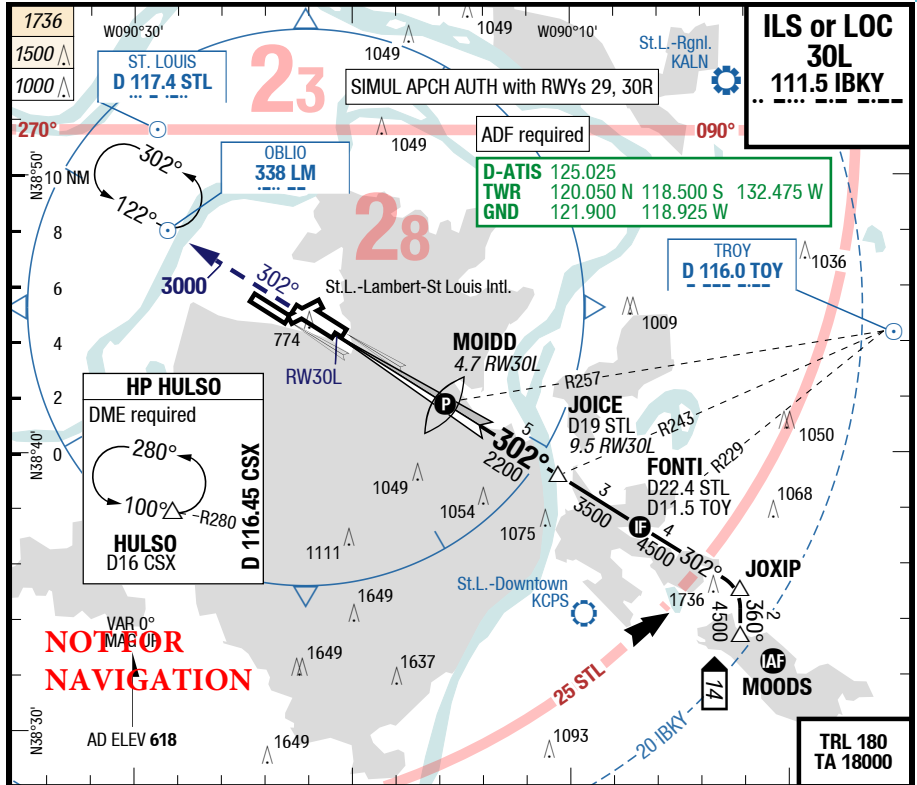 1736
1500
1000
W090°30'
W090°10'
1049
1049
1049
ST. LOUIS
D 117.4 STL
23
SIMUL APCH AUTH with RWYs 29, 30R
St.L.-Rgnl.
KALN
ILS or LOC
30L
111.5 IBKY
270°
090°
ADF required
N38°50'
10 NM
302°
122°
OBLIO
338 LM
D-ATIS 125.025
TWR 120.050 N 118.500 S 132.475 W
GND 121.900 118.925 W
28
8
6
4
2
0
3000
302°
St.L.-Lambert-St Louis Intl.
TROY
D 116.0 TOY
1036
1009
774
RW30L
MOIDD
4.7 RW30L
P
R257
HP HULSO
DME required
280°
100°
R280
HULSO
D16 CSX
D 116.45 CSX
N38°40'
5
302°
2200
JOICE
D19 STL
9.5 RW30L
R243
1050
FONTI
D22.4 STL
D11.5 TOY
R229
1049
1054
1075
1068
1111
3
3500
IF
4
4500
302°
JOXIP
St.L.-Downtown
KCPS
1736
4500
360°
2
1649
1649
1637
IAF
MOODS
14
VAR 0°
MAG UP
NOT FOR
NAVIGATION
25 STL
20 IBKY
N38°30'
AD ELEV 618
1649
1093
TRL 180
TA 18000